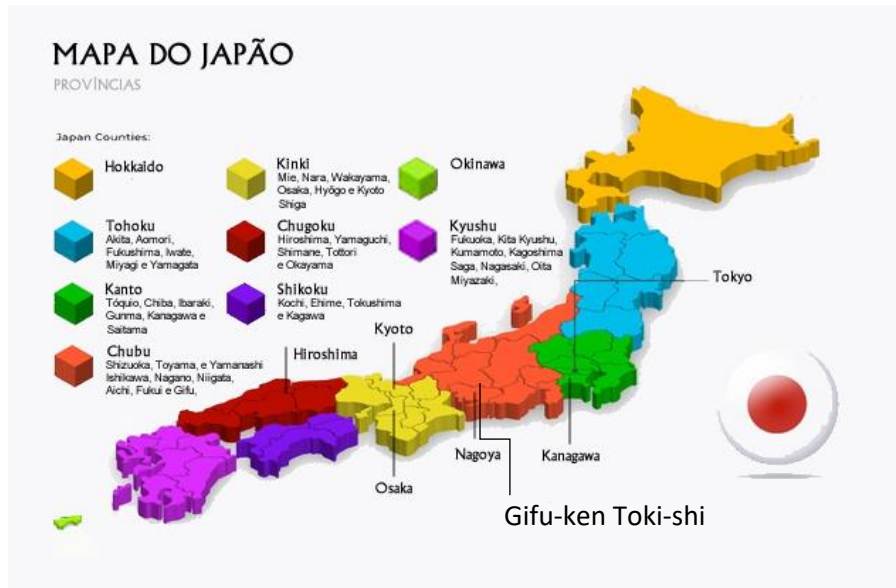 MAPA DO JAPÃO
PROVÍNCIAS
Japan Counties:
Hokkaido
Kinki
Mie, Nara, Wakayama,
Osaka, Hyōgo e Kyoto
Shiga
Okinawa
Tohoku
Akita, Aomori,
Fukushima, Iwate,
Miyagi e Yamagata
Chugoku
Hiroshima, Yamaguchi,
Shimane, Tottori
e Okayama
Kyushu
Fukuoka, Kita Kyushu,
Kumamoto, Kagoshima
Saga, Nagasaki, Oita
Miyazaki,
Kanto
Tóquio, Chiba, Ibaraki,
Gunma, Kanagawa e
Saitama
Shikoku
Kochi, Ehime, Tokushima
e Kagawa
Chubu
Shizuoka, Toyama, e Yamanashi
Ishikawa, Nagano, Niigata,
Aichi, Fukui e Gifu,
Tokyo
Kyoto
Hiroshima
Nagoya
Kanagawa
Osaka
Gifu-ken Toki-shi